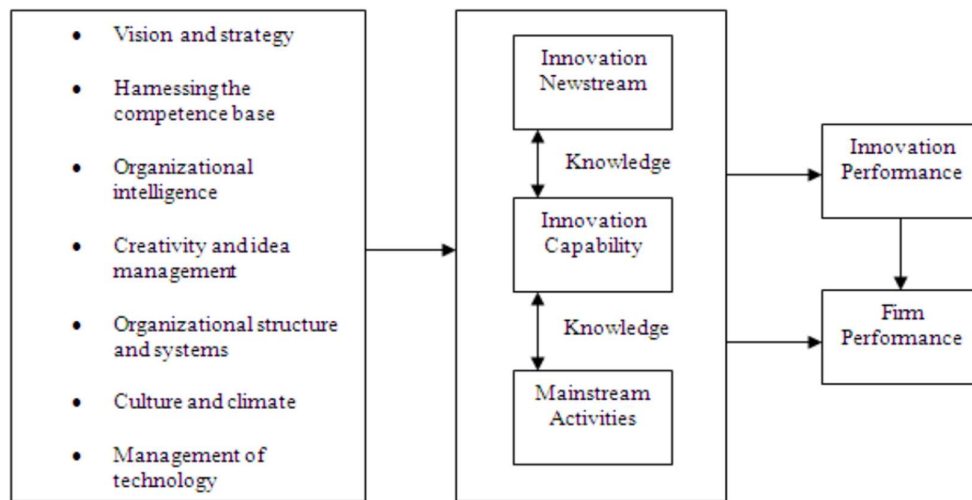 • Vision and strategy
• Harnessing the
competence base
• Organizational
intelligence
• Creativity and idea
management
• Organizational structure
and systems
• Culture and climate
• Management of
technology
Innovation
Newstream
Knowledge
Innovation
Capability
Knowledge
Mainstream
Activities
Innovation
Performance
Firm
Performance